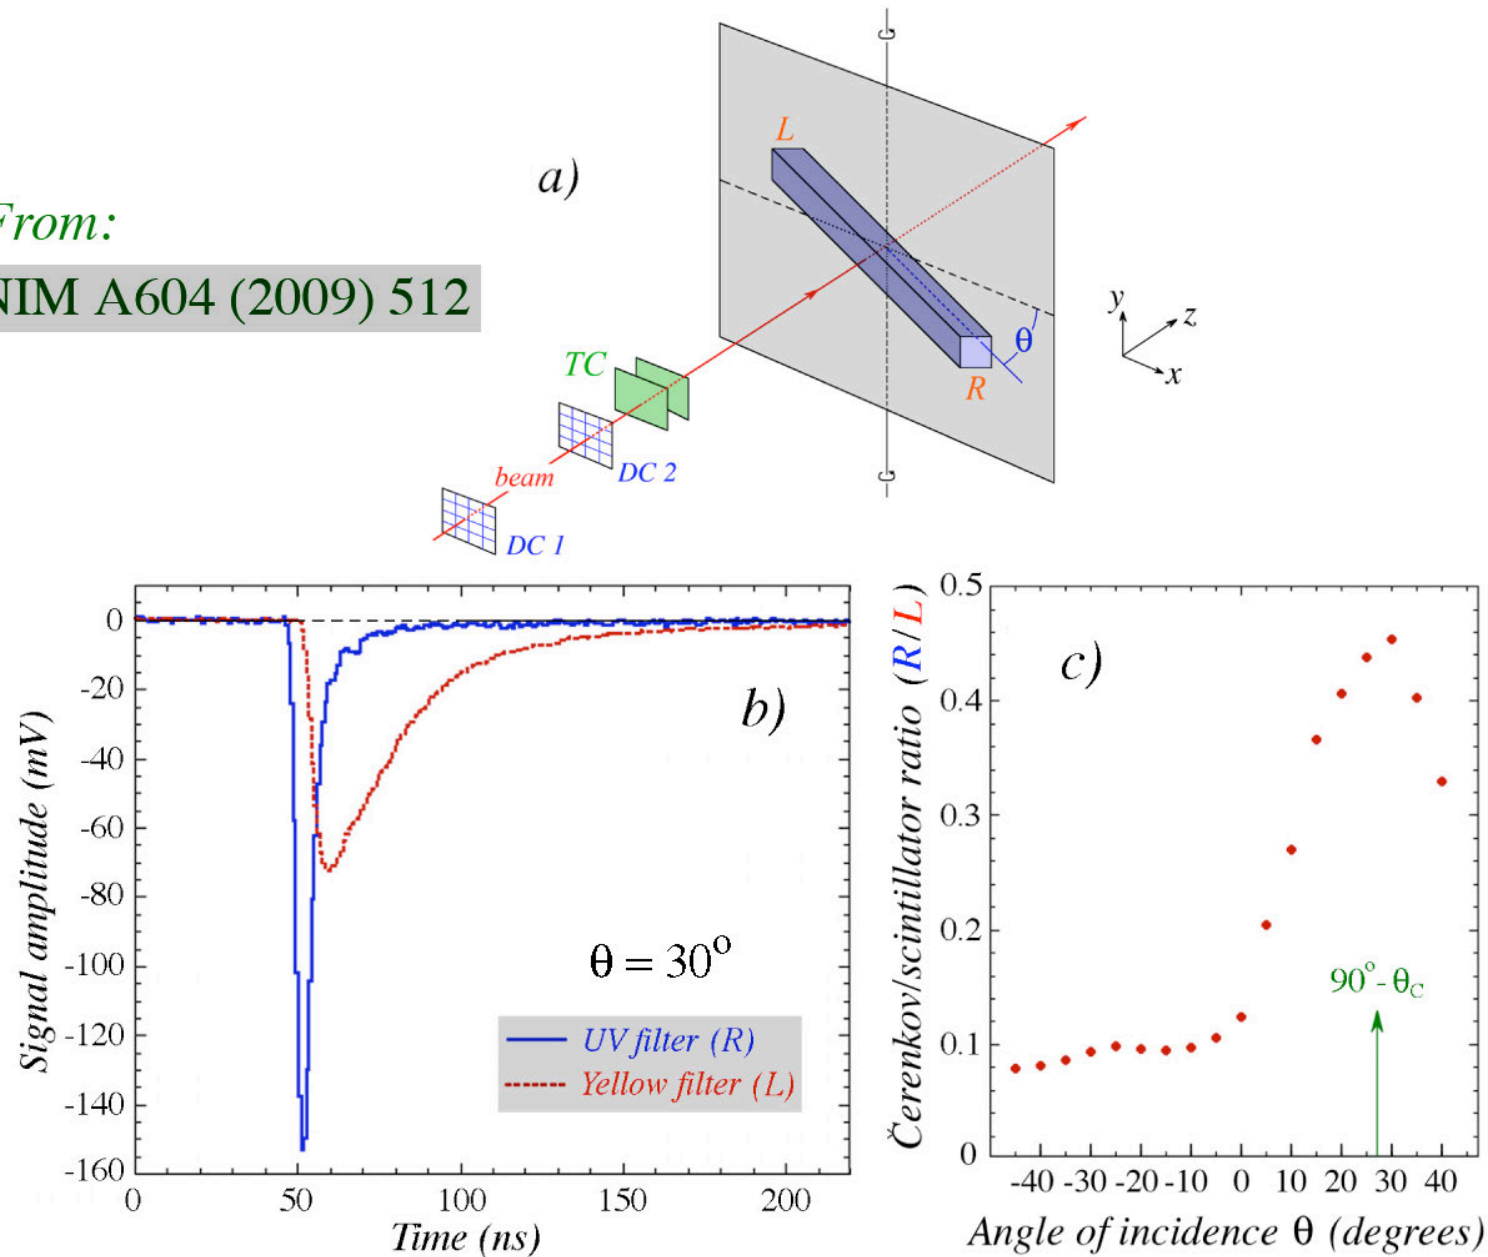 From:
NIM A604 (2009) 512
a)
L
R
θ
y
z
x
TC
DC 2
beam
DC 1
Signal amplitude (mV)
0
-20
-40
-60
-80
-100
-120
-140
-160
b)
θ = 30°
UV filter (R)
Yellow filter (L)
0 50 100 150 200
Time (ns)
Čerenkov/scintillator ratio (R/L)
0.5
0.4
0.3
0.2
0.1
0
c)
90°-θC
-40 -30 -20 -10 0 10 20 30 40
Angle of incidence θ (degrees)